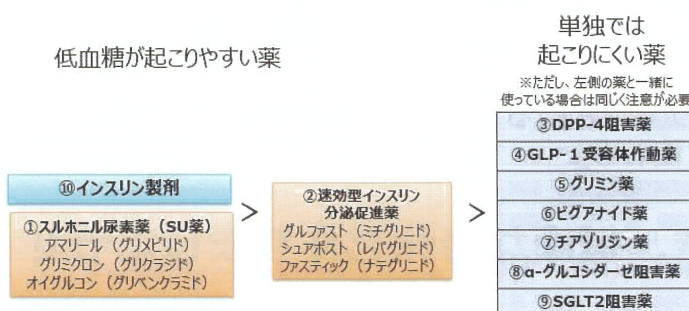 低血糖が起こりやすい薬
単独では
起こりにくい薬
※ただし、左側の薬と一緒に
使っている場合は同じく注意が必要
⑩インスリン製剤
①スルホニル尿素薬（SU薬）
アマリール（グリメピリド）
グリミクロン（グリクラジド）
オイグルコン（グリベンクラミド）
>
②速効型インスリン
分泌促進薬
グルファスト（ミチグリニド）
シュアポスト（レパグリニド）
ファスティック（ナテグリニド）
>
③DPP-4阻害薬
④GLP-１受容体作動薬
⑤グリミン薬
⑥ビグアナイド薬
⑦チアゾリジン薬
⑧α-グルコシダーゼ阻害薬
⑨SGLT2阻害薬